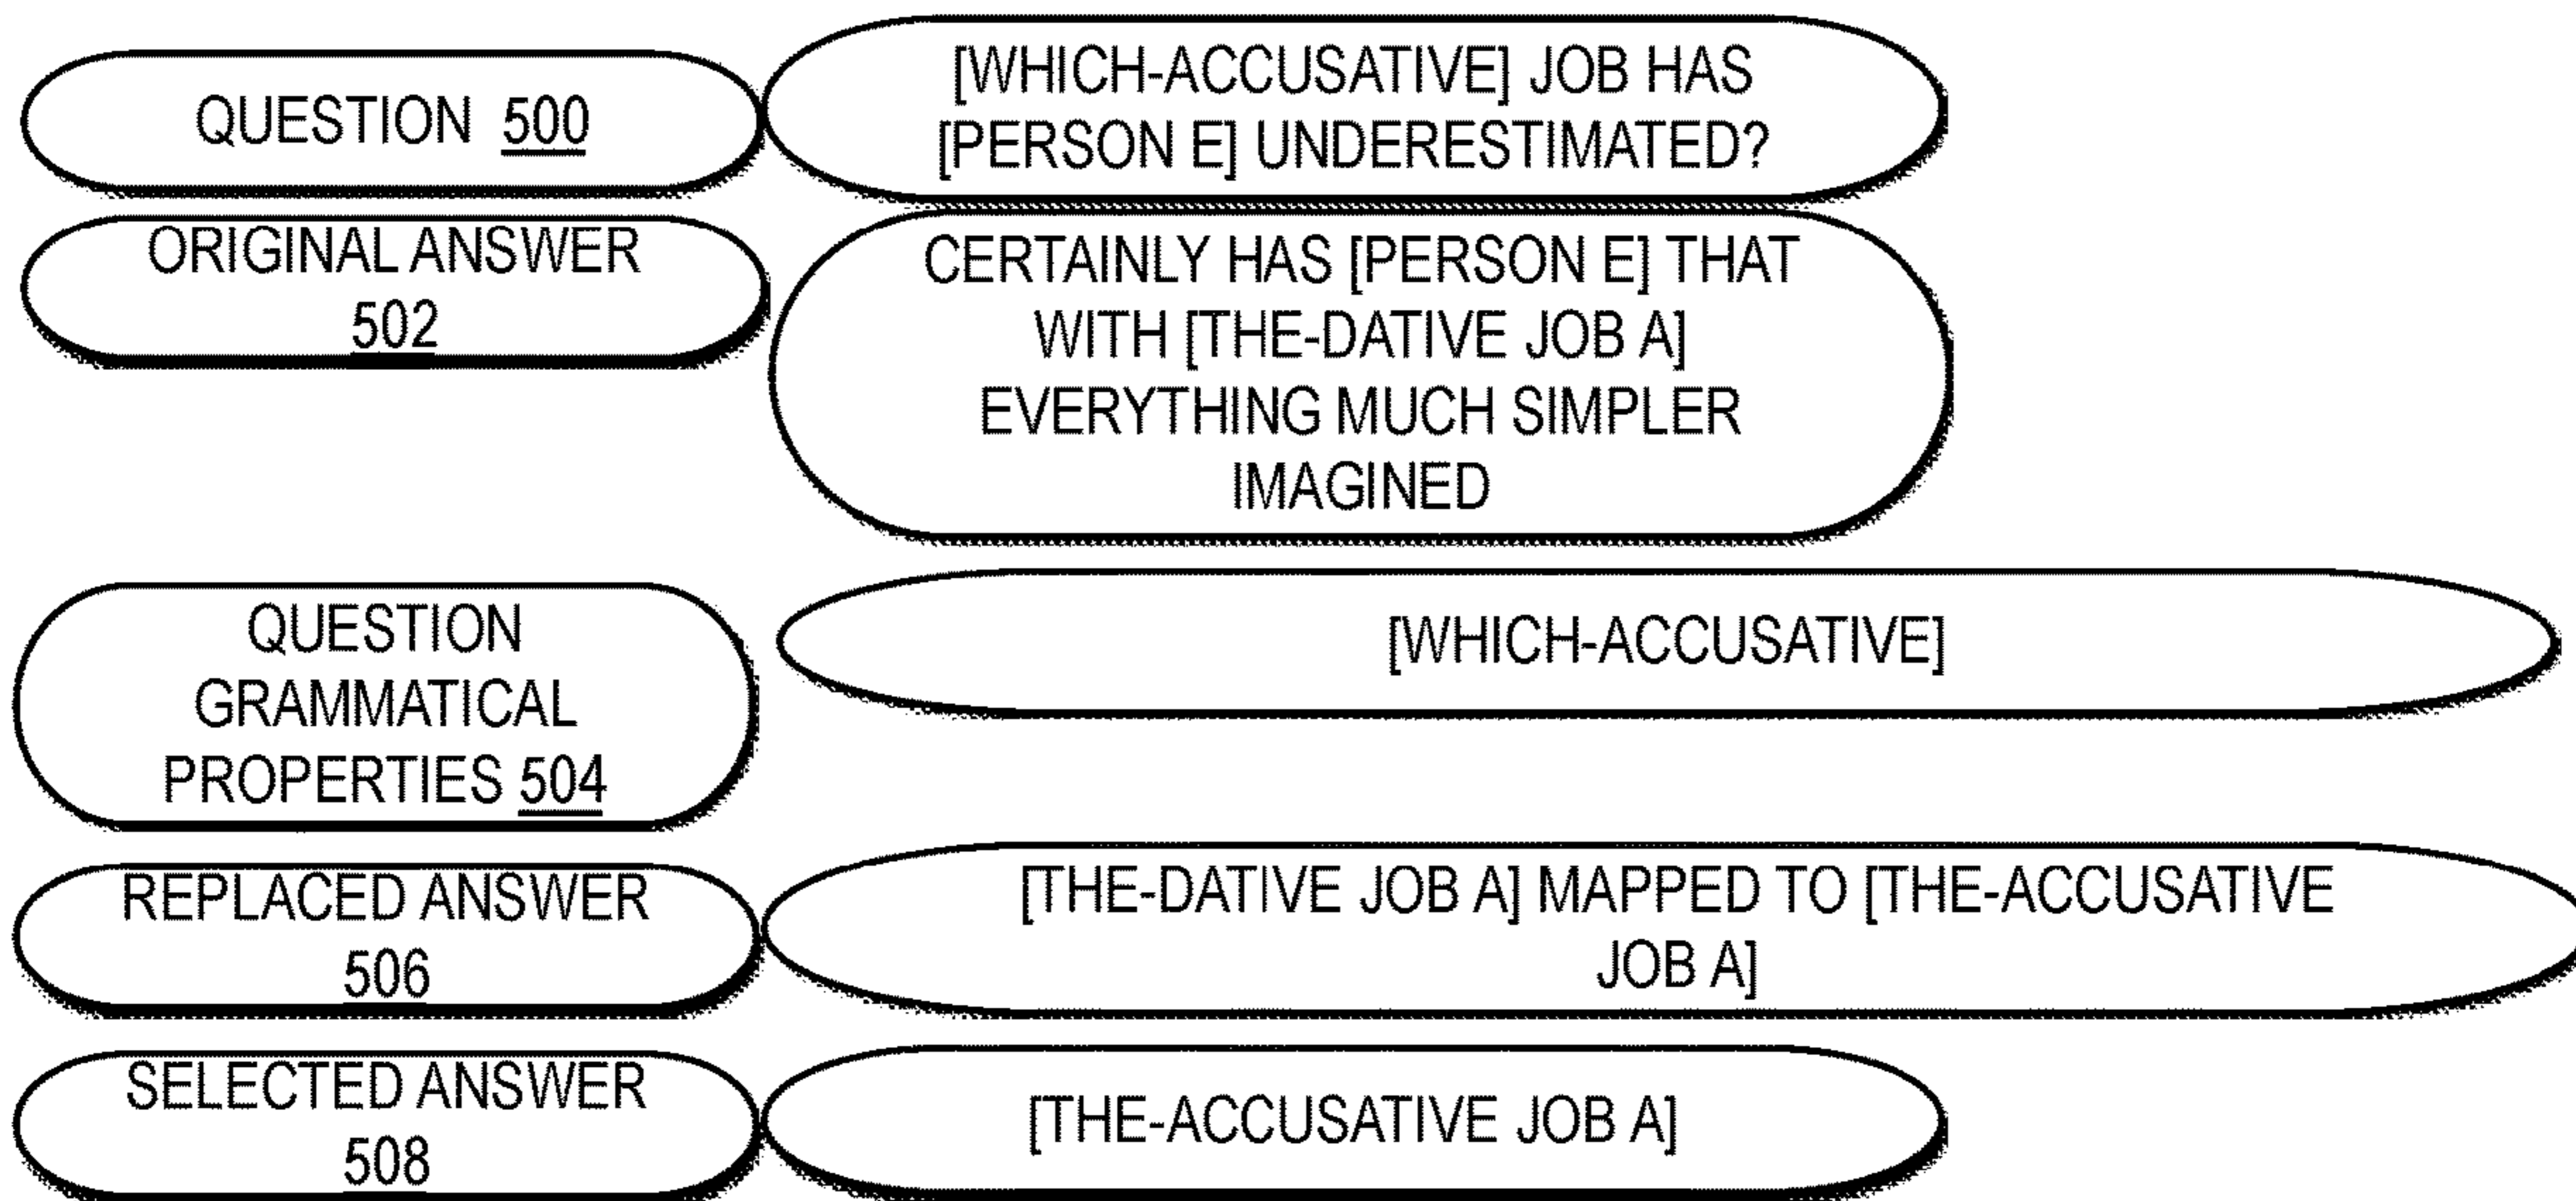 QUESTION 500
[WHICH-ACCUSATIVE] JOB HAS
[PERSON E] UNDERESTIMATED?
ORIGINAL ANSWER
502
CERTAINLY HAS [PERSON E] THAT
WITH [THE-DATIVE JOB A]
EVERYTHING MUCH SIMPLER
IMAGINED
QUESTION
GRAMMATICAL
PROPERTIES 504
[WHICH-ACCUSATIVE]
REPLACED ANSWER
506
[THE-DATIVE JOB A] MAPPED TO [THE-ACCUSATIVE
JOB A]
SELECTED ANSWER
508
[THE-ACCUSATIVE JOB A]